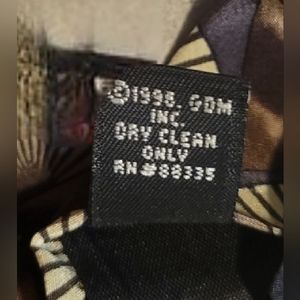 ©1995, GDM
INC.
DRY CLEAN
ONLY
RN#88335